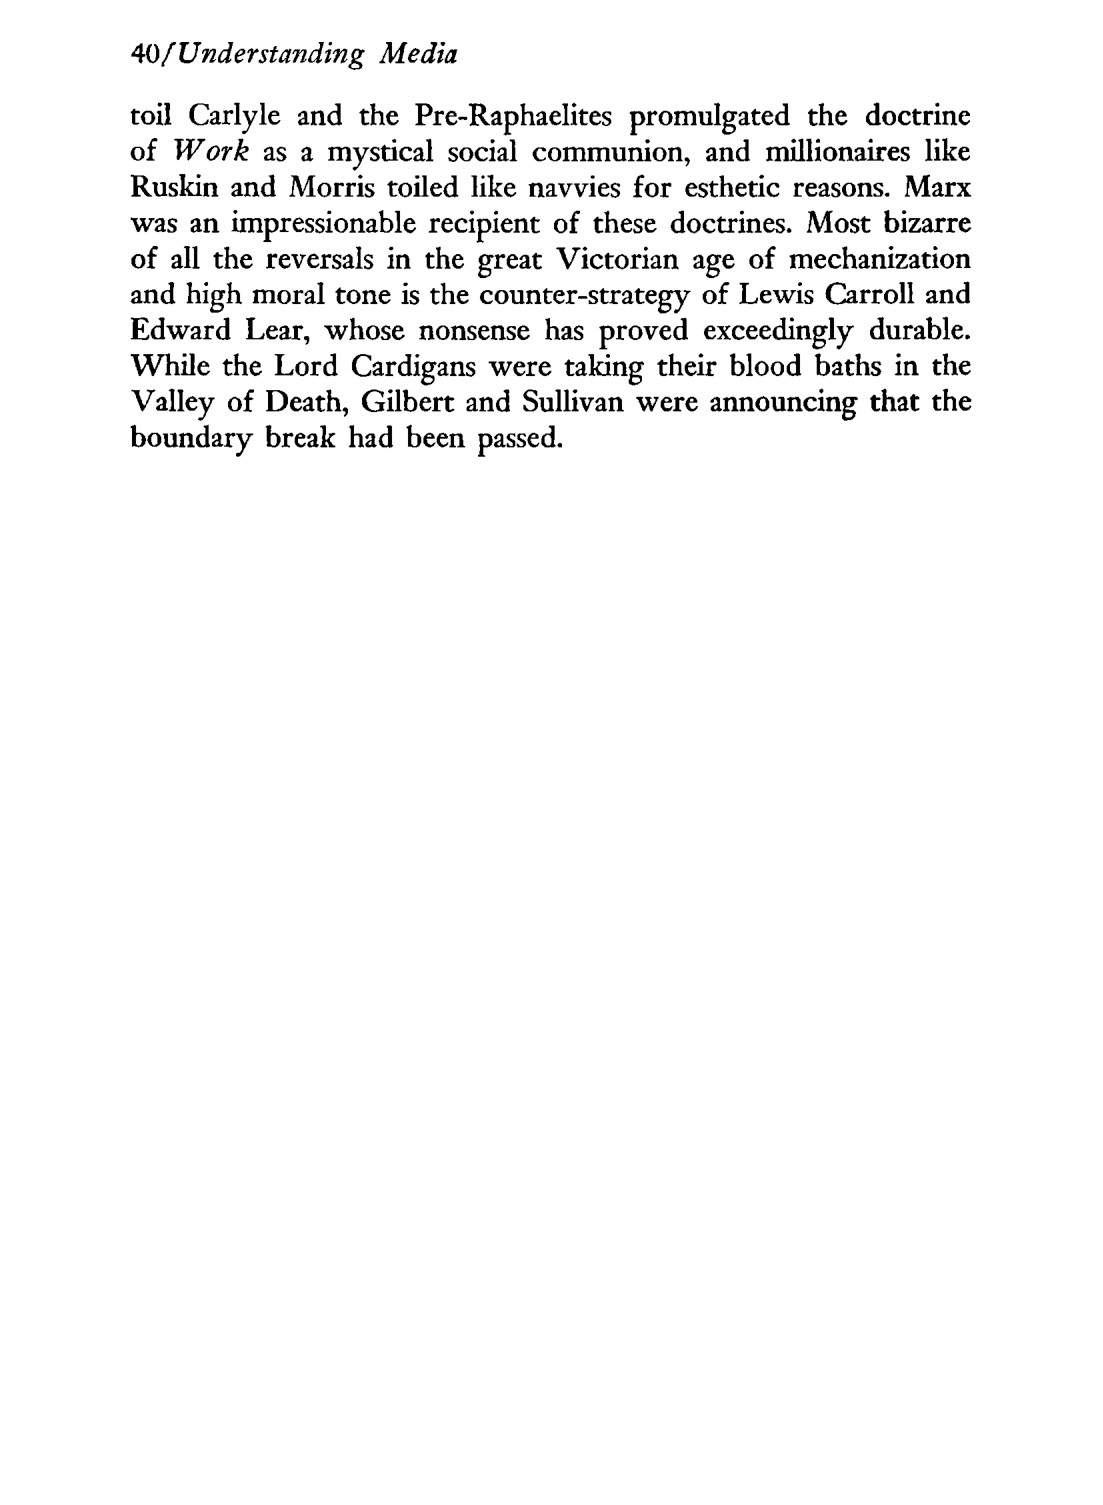 40/Understanding Media
toil Carlyle and the Pre-Raphaelites promulgated the doctrine
of Work as a mystical social communion, and millionaires like
Ruskin and Morris toiled like navvies for esthetic reasons. Marx
was an impressionable recipient of these doctrines. Most bizarre
of all the reversals in the great Victorian age of mechanization
and high moral tone is the counter-strategy of Lewis Carroll and
Edward Lear, whose nonsense has proved exceedingly durable.
While the Lord Cardigans were taking their blood baths in the
Valley of Death, Gilbert and Sullivan were announcing that the
boundary break had been passed.